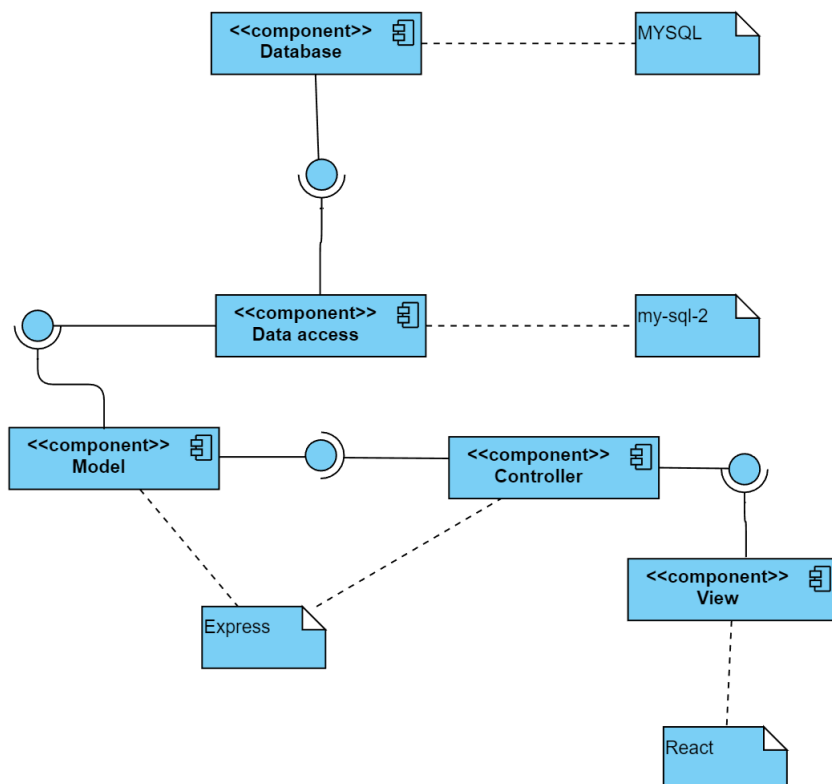 <<component>>
Database
MYSQL
<<component>>
Data access
my-sql-2
<<component>>
Model
<<component>>
Controller
<<component>>
View
Express
React